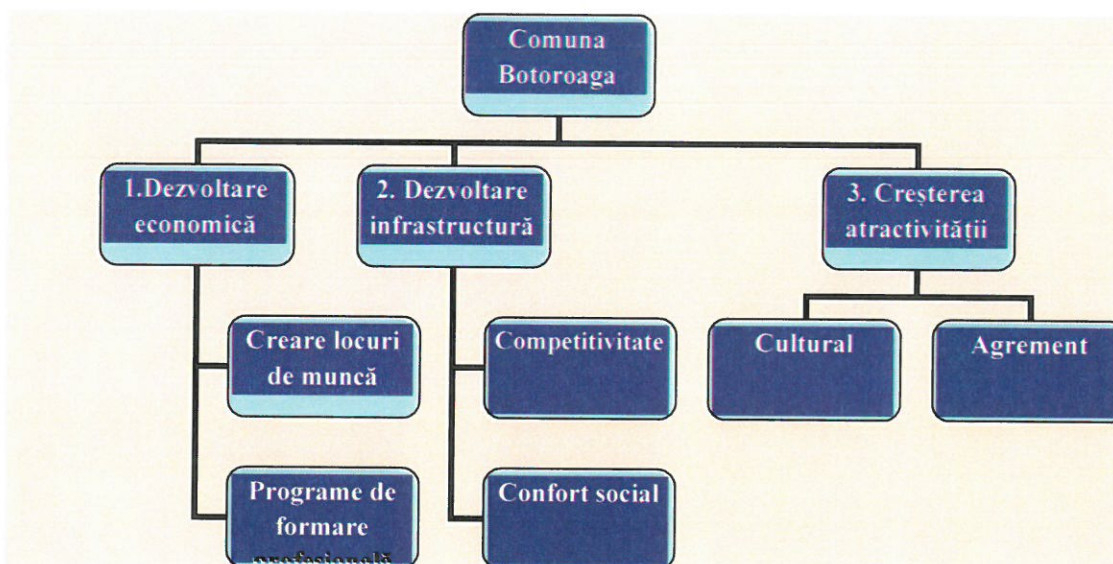 Comuna
Botoroaga
1.Dezvoltare
economică
2. Dezvoltare
infrastructură
3. Creșterea
atractivității
Creare locuri
de muncă
Competitivitate
Cultural
Agrement
Programe de
formare
profesională
Confort social